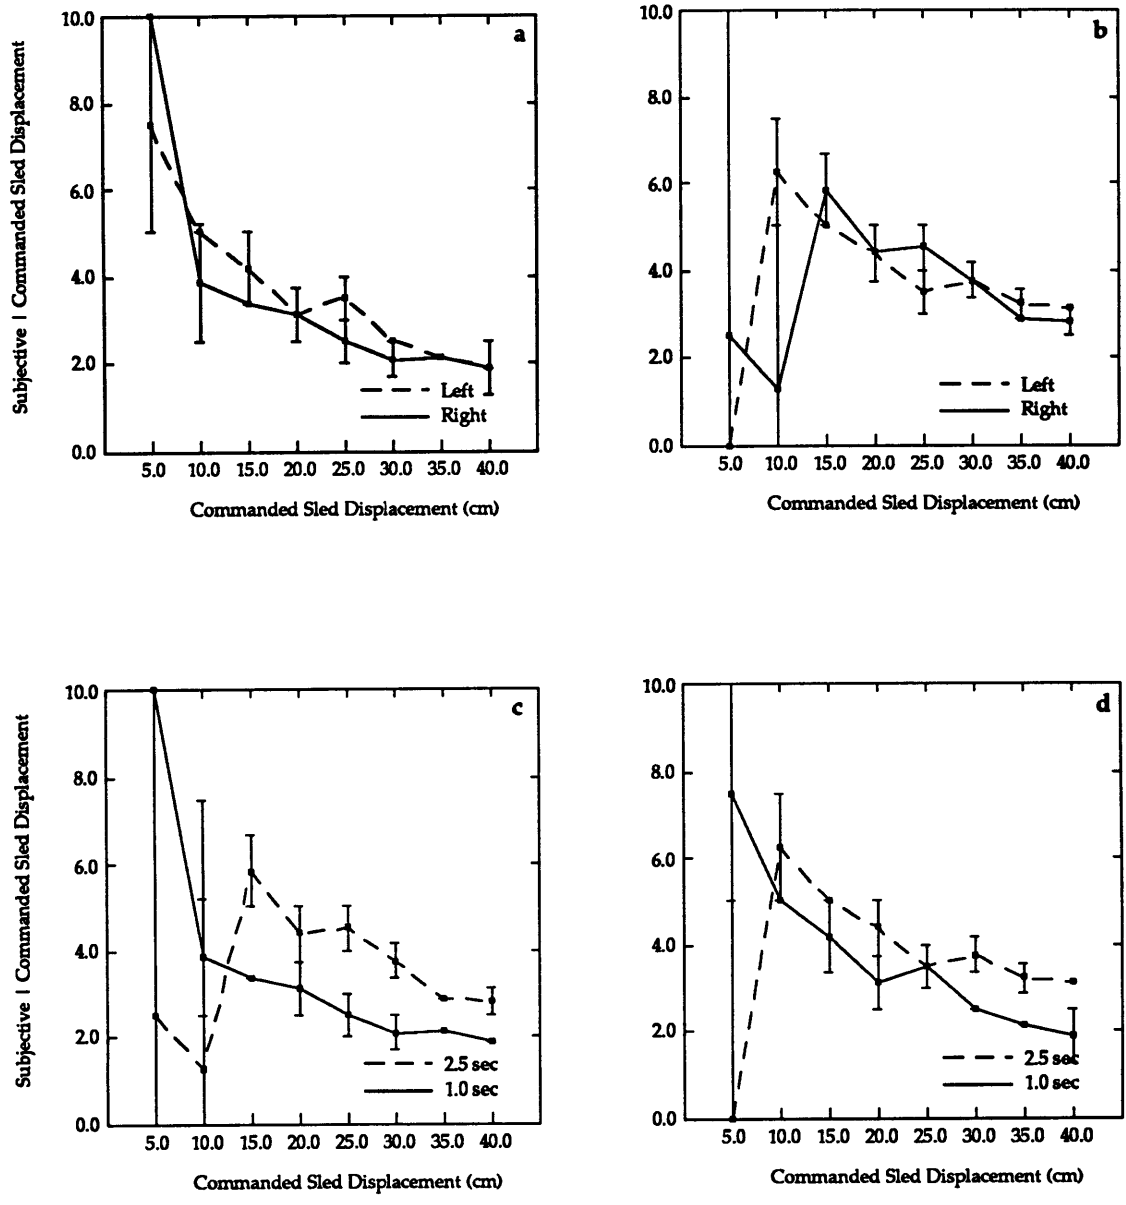 a
10.0
8.0
6.0
4.0
2.0
0.0
Subjective | Commanded Sled Displacement
Left
Right
5.0 10.0 15.0 20.0 25.0 30.0 35.0 40.0
Commanded Sled Displacement (cm)
b
10.0
8.0
6.0
4.0
2.0
0.0
Left
Right
5.0 10.0 15.0 20.0 25.0 30.0 35.0 40.0
Commanded Sled Displacement (cm)
c
10.0
8.0
6.0
4.0
2.0
0.0
Subjective | Commanded Sled Displacement
2.5 sec
1.0 sec
5.0 10.0 15.0 20.0 25.0 30.0 35.0 40.0
Commanded Sled Displacement (cm)
d
10.0
8.0
6.0
4.0
2.0
0.0
2.5 sec
1.0 sec
5.0 10.0 15.0 20.0 25.0 30.0 35.0 40.0
Commanded Sled Displacement (cm)